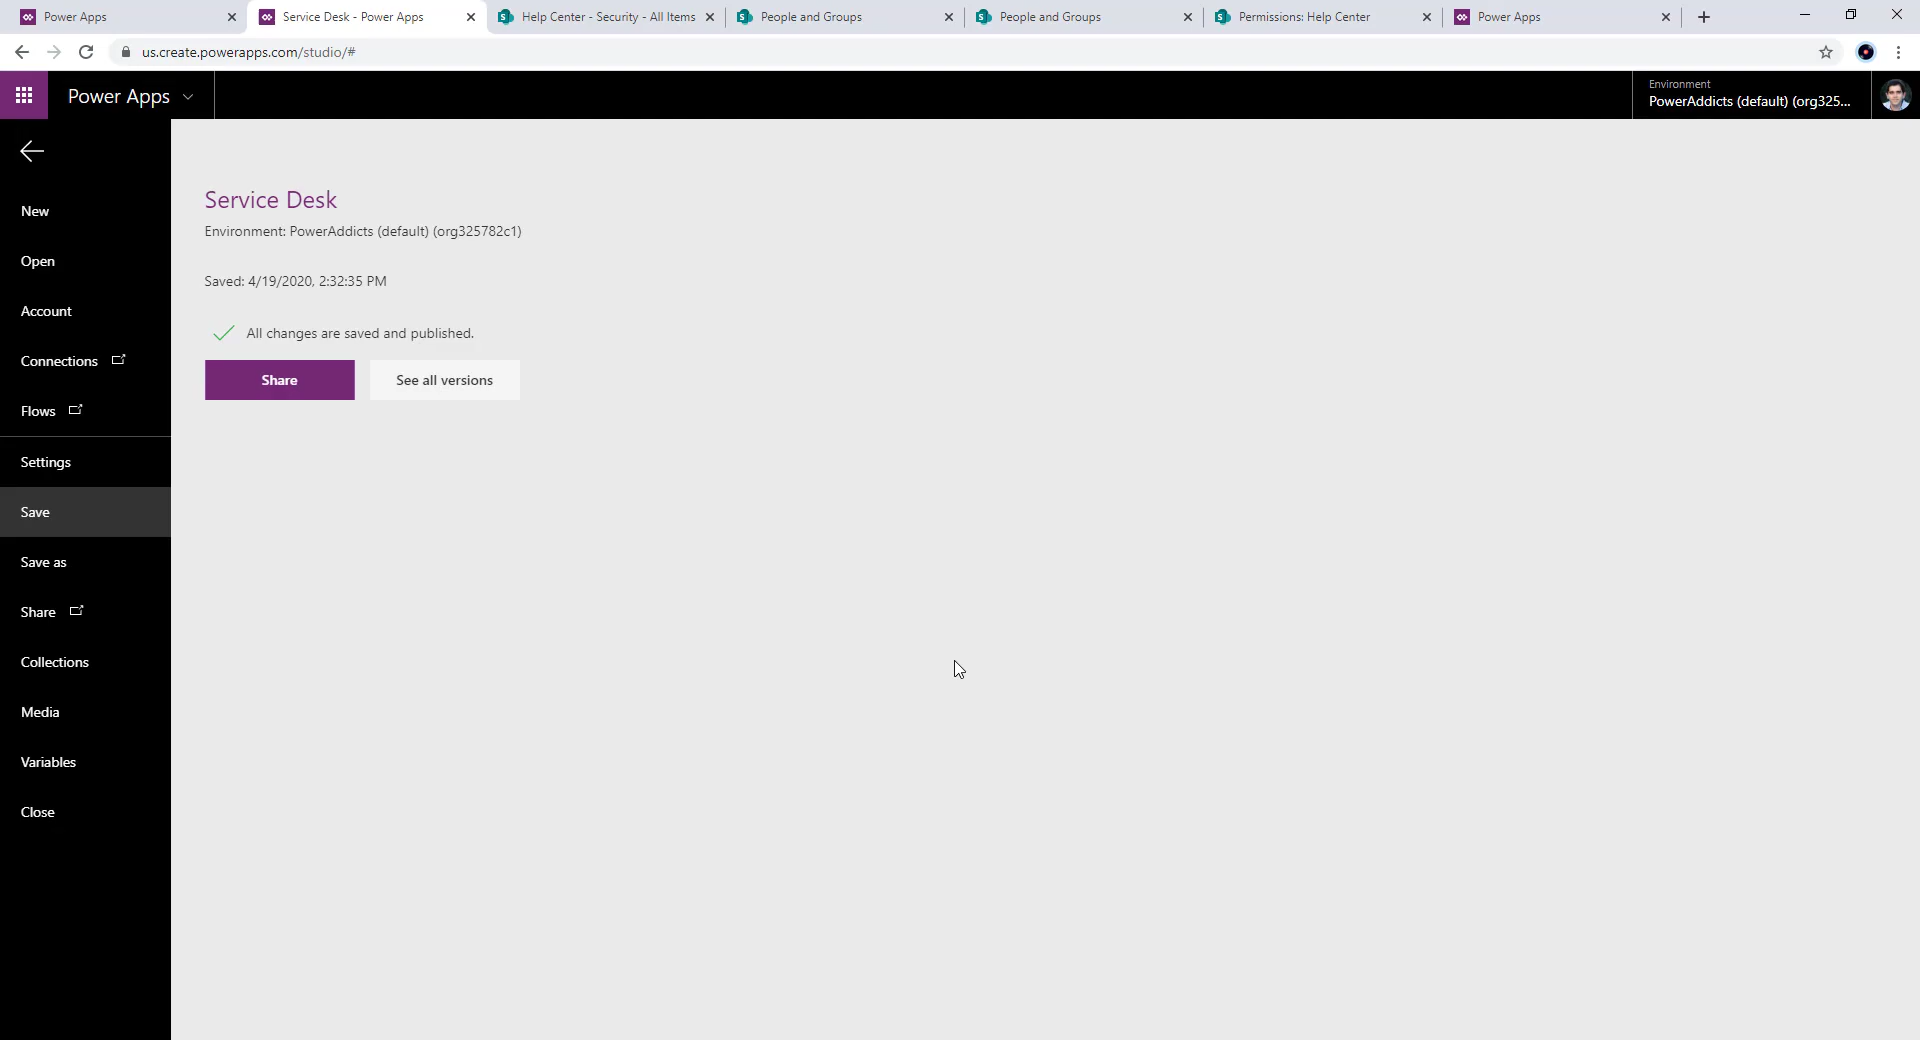 Power Apps
Service Desk - Power Apps
Help Center - Security - All Items
People and Groups
People and Groups
Permissions: Help Center
Power Apps
us.create.powerapps.com/studio/#
Power Apps
Environment
PowerAddicts (default) (org325...
New
Open
Account
Connections
Flows
Settings
Save
Save as
Share
Collections
Media
Variables
Close
Service Desk
Environment: PowerAddicts (default) (org325782c1)
Saved: 4/19/2020, 2:32:35 PM
All changes are saved and published.
Share
See all versions